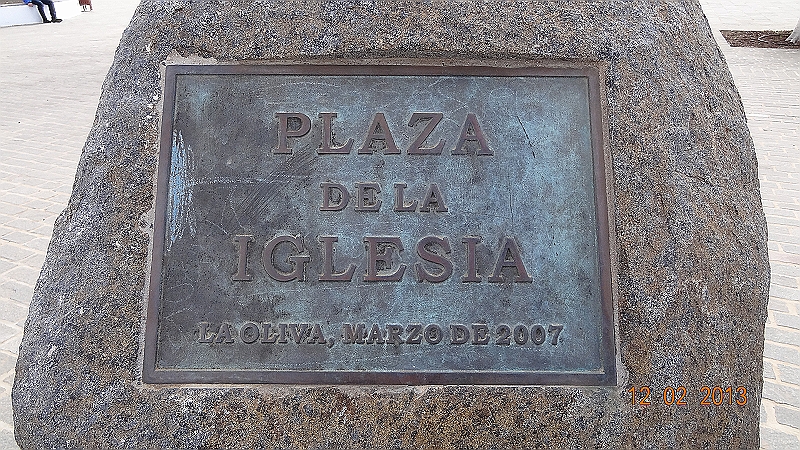 PLAZA
DE LA
IGLESIA
LA OLIVA, MARZO DE 2007
12 02 2013